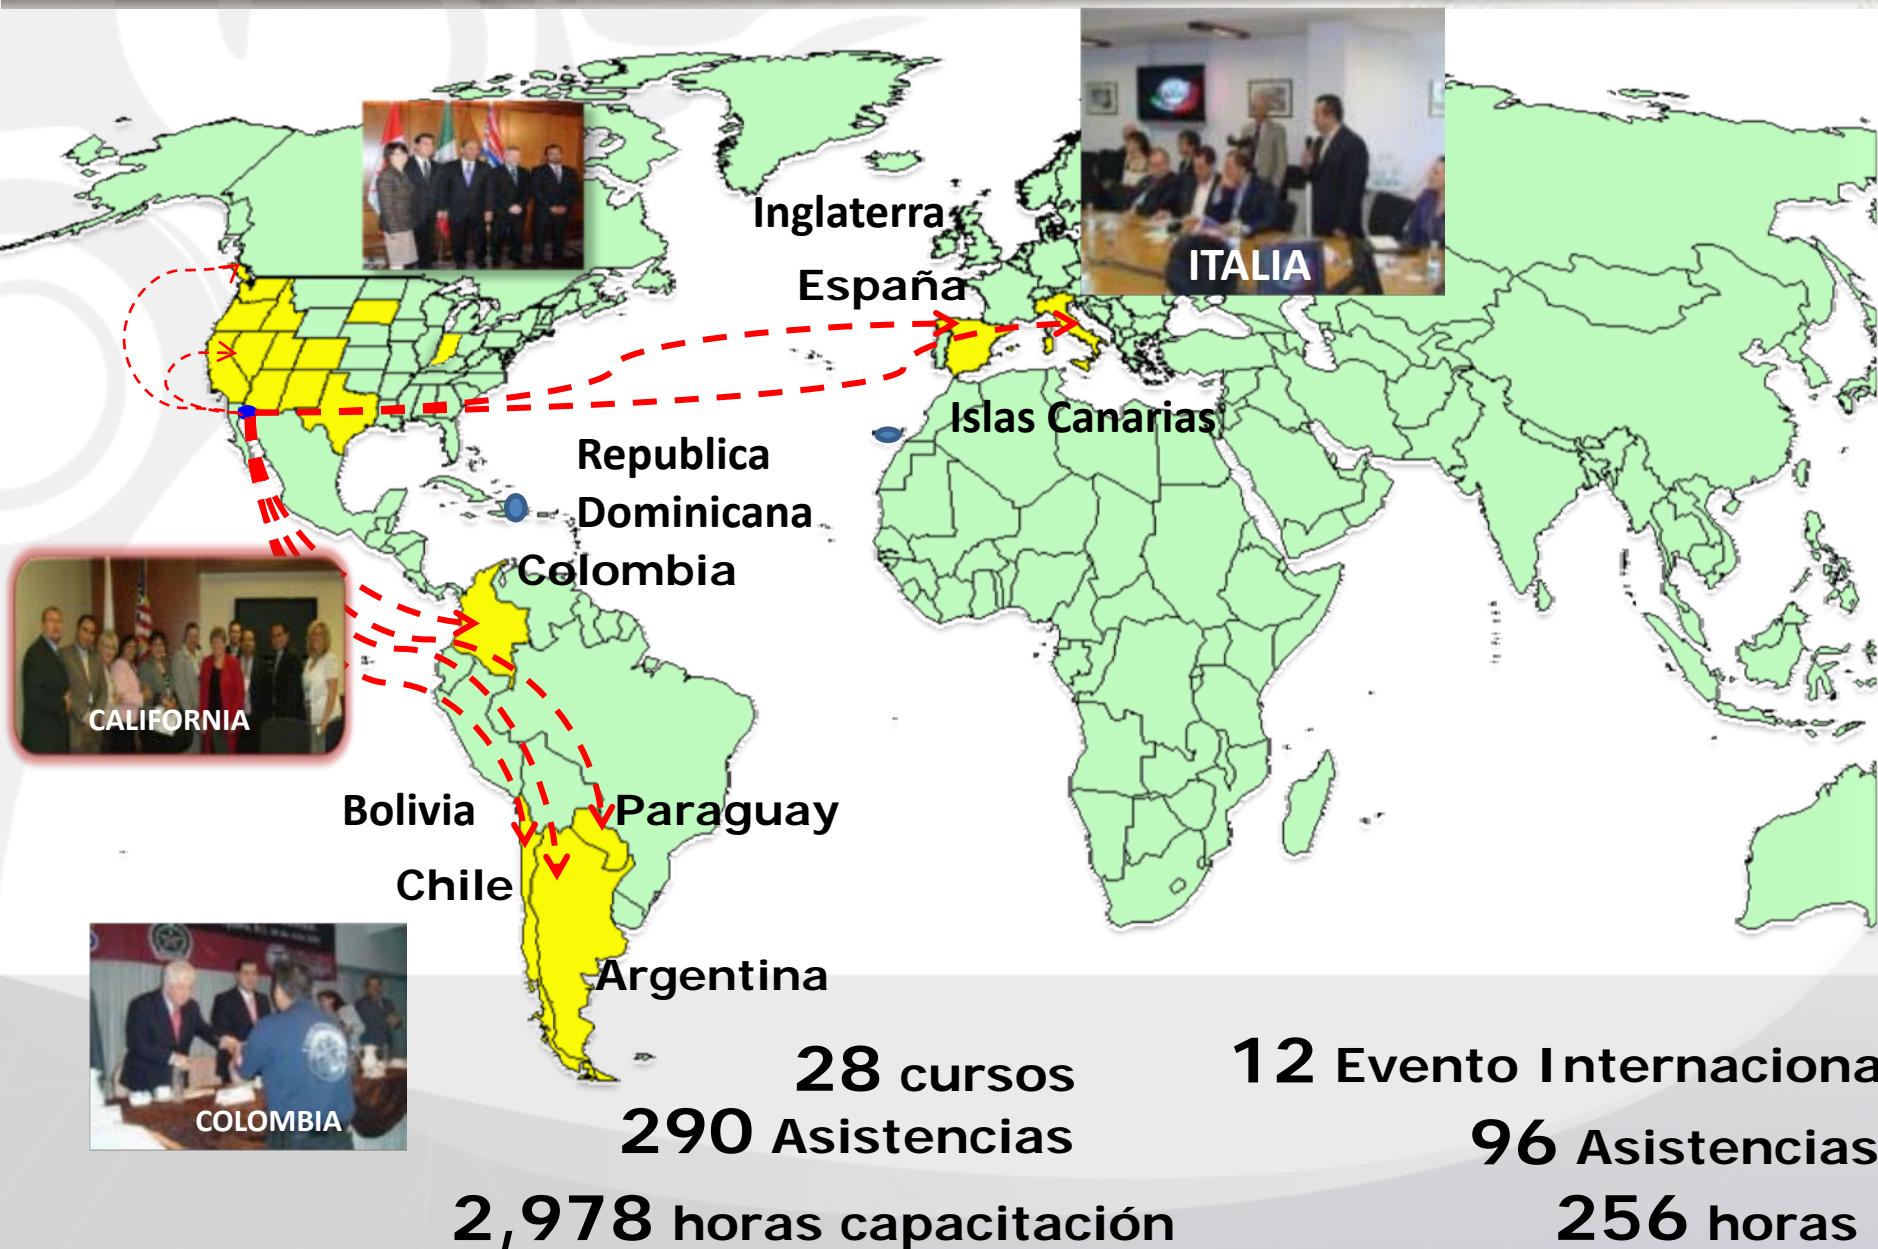 ITALIA
Inglaterra
España
Islas Canarias
Republica
Dominicana
Colombia
CALIFORNIA
Bolivia
Paraguay
Chile
Argentina
COLOMBIA
28 cursos
12 Evento Internaciona
290 Asistencias
96 Asistencias
2,978 horas capacitación
256 horas